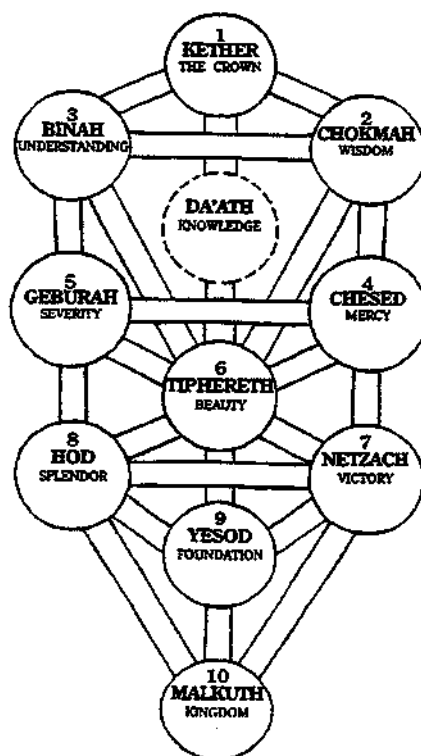 1
KETHER
THE CROWN
3
BINAH
UNDERSTANDING
2
CHOKMAH
WISDOM
DA'ATH
KNOWLEDGE
5
GEBURAH
SEVERITY
4
CHESED
MERCY
6
TIPHERETH
BEAUTY
8
HOD
SPLENDOR
7
NETZACH
VICTORY
9
YESOD
FOUNDATION
10
MALKUTH
KINGDOM